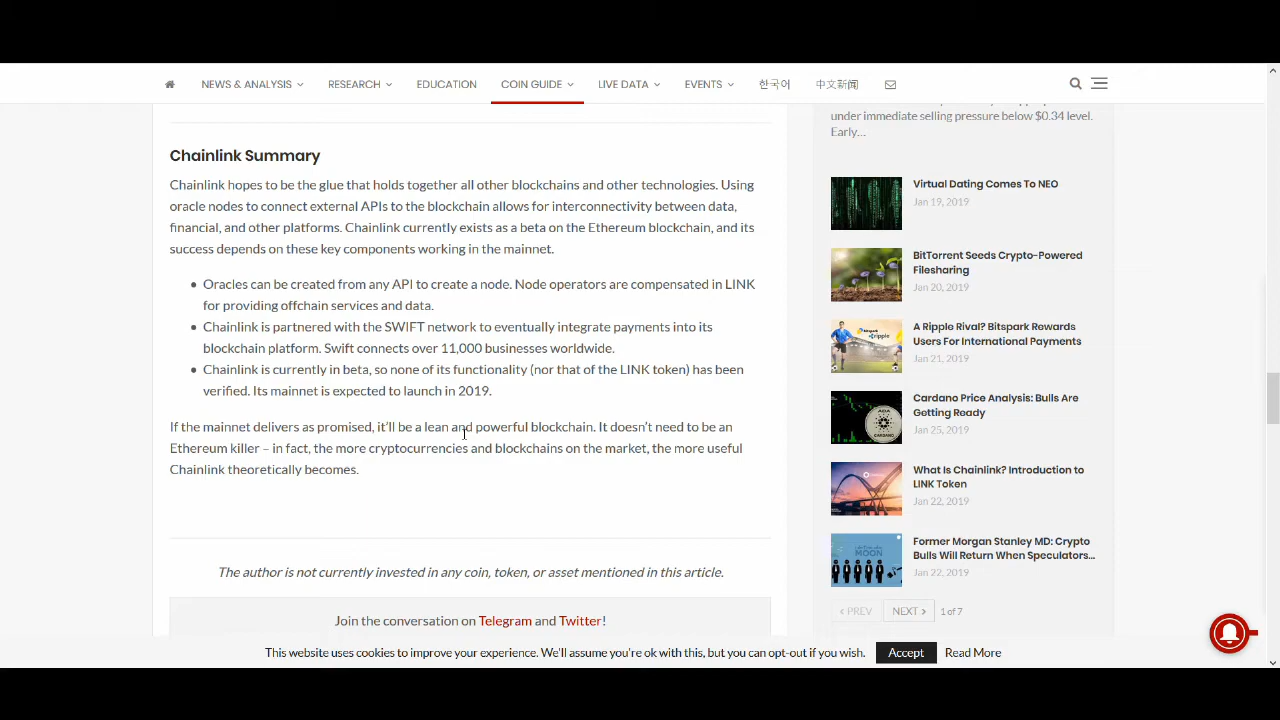 NEWS & ANALYSIS RESEARCH EDUCATION COIN GUIDE LIVE DATA EVENTS 한국어 中文新闻
Chainlink Summary
Chainlink hopes to be the glue that holds together all other blockchains and other technologies. Using
oracle nodes to connect external APIs to the blockchain allows for interconnectivity between data,
financial, and other platforms. Chainlink currently exists as a beta on the Ethereum blockchain, and its
success depends on these key components working in the mainnet.
• Oracles can be created from any API to create a node. Node operators are compensated in LINK
for providing offchain services and data.
• Chainlink is partnered with the SWIFT network to eventually integrate payments into its
blockchain platform. Swift connects over 11,000 businesses worldwide.
• Chainlink is currently in beta, so none of its functionality (nor that of the LINK token) has been
verified. Its mainnet is expected to launch in 2019.
If the mainnet delivers as promised, it'll be a lean and powerful blockchain. It doesn't need to be an
Ethereum killer – in fact, the more cryptocurrencies and blockchains on the market, the more useful
Chainlink theoretically becomes.
The author is not currently invested in any coin, token, or asset mentioned in this article.
Join the conversation on Telegram and Twitter!
under immediate selling pressure below $0.34 level.
Early…
Virtual Dating Comes To NEO
Jan 19, 2019
BitTorrent Seeds Crypto-Powered
Filesharing
Jan 20, 2019
A Ripple Rival? Bitspark Rewards
Users For International Payments
Jan 21, 2019
Cardano Price Analysis: Bulls Are
Getting Ready
Jan 25, 2019
What Is Chainlink? Introduction to
LINK Token
Jan 22, 2019
Former Morgan Stanley MD: Crypto
Bulls Will Return When Speculators…
Jan 22, 2019
PREV NEXT 1 of 7
This website uses cookies to improve your experience. We'll assume you're ok with this, but you can opt-out if you wish. Accept Read More